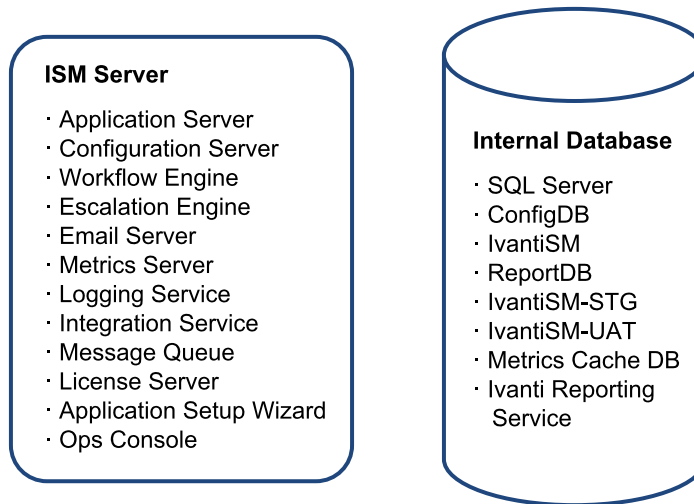 ISM Server
· Application Server
· Configuration Server
· Workflow Engine
· Escalation Engine
· Email Server
· Metrics Server
· Logging Service
· Integration Service
· Message Queue
· License Server
· Application Setup Wizard
· Ops Console
Internal Database
· SQL Server
· ConfigDB
· IvantiSM
· ReportDB
· IvantiSM-STG
· IvantiSM-UAT
· Metrics Cache DB
· Ivanti Reporting
Service